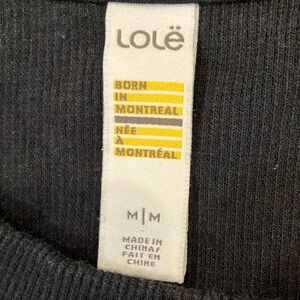 LOLë
BORN
IN
MONTREAL
NÉE
À
MONTRÉAL
M|M
MADE IN
CHINA/
FAIT EN
CHINE